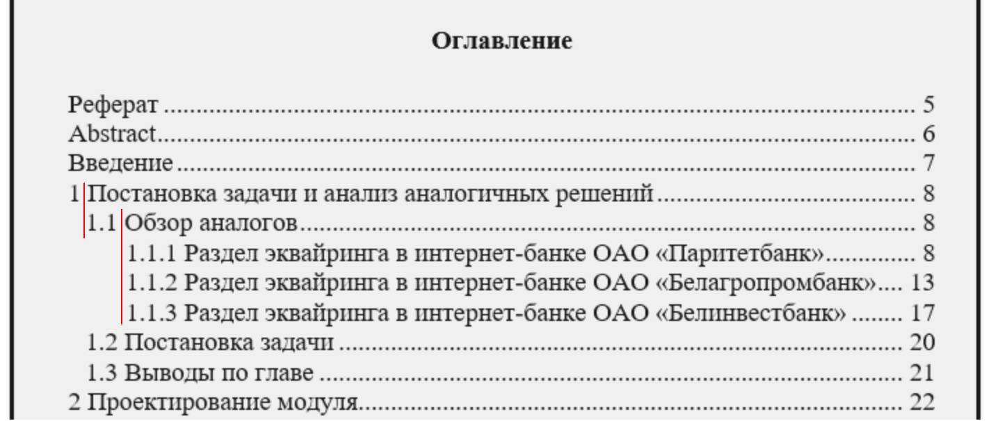 Оглавление
Реферат ........ 5
Abstract ........ 6
Введение ........ 7
1 Постановка задачи и анализ аналогичных решений ........ 8
1.1 Обзор аналогов ........ 8
1.1.1 Раздел эквайринга в интернет-банке ОАО «Паритетбанк» ........ 8
1.1.2 Раздел эквайринга в интернет-банке ОАО «Белагропромбанк» .... 13
1.1.3 Раздел эквайринга в интернет-банке ОАО «Белинвестбанк» ........ 17
1.2 Постановка задачи ........ 20
1.3 Выводы по главе ........ 21
2 Проектирование модуля ........ 22